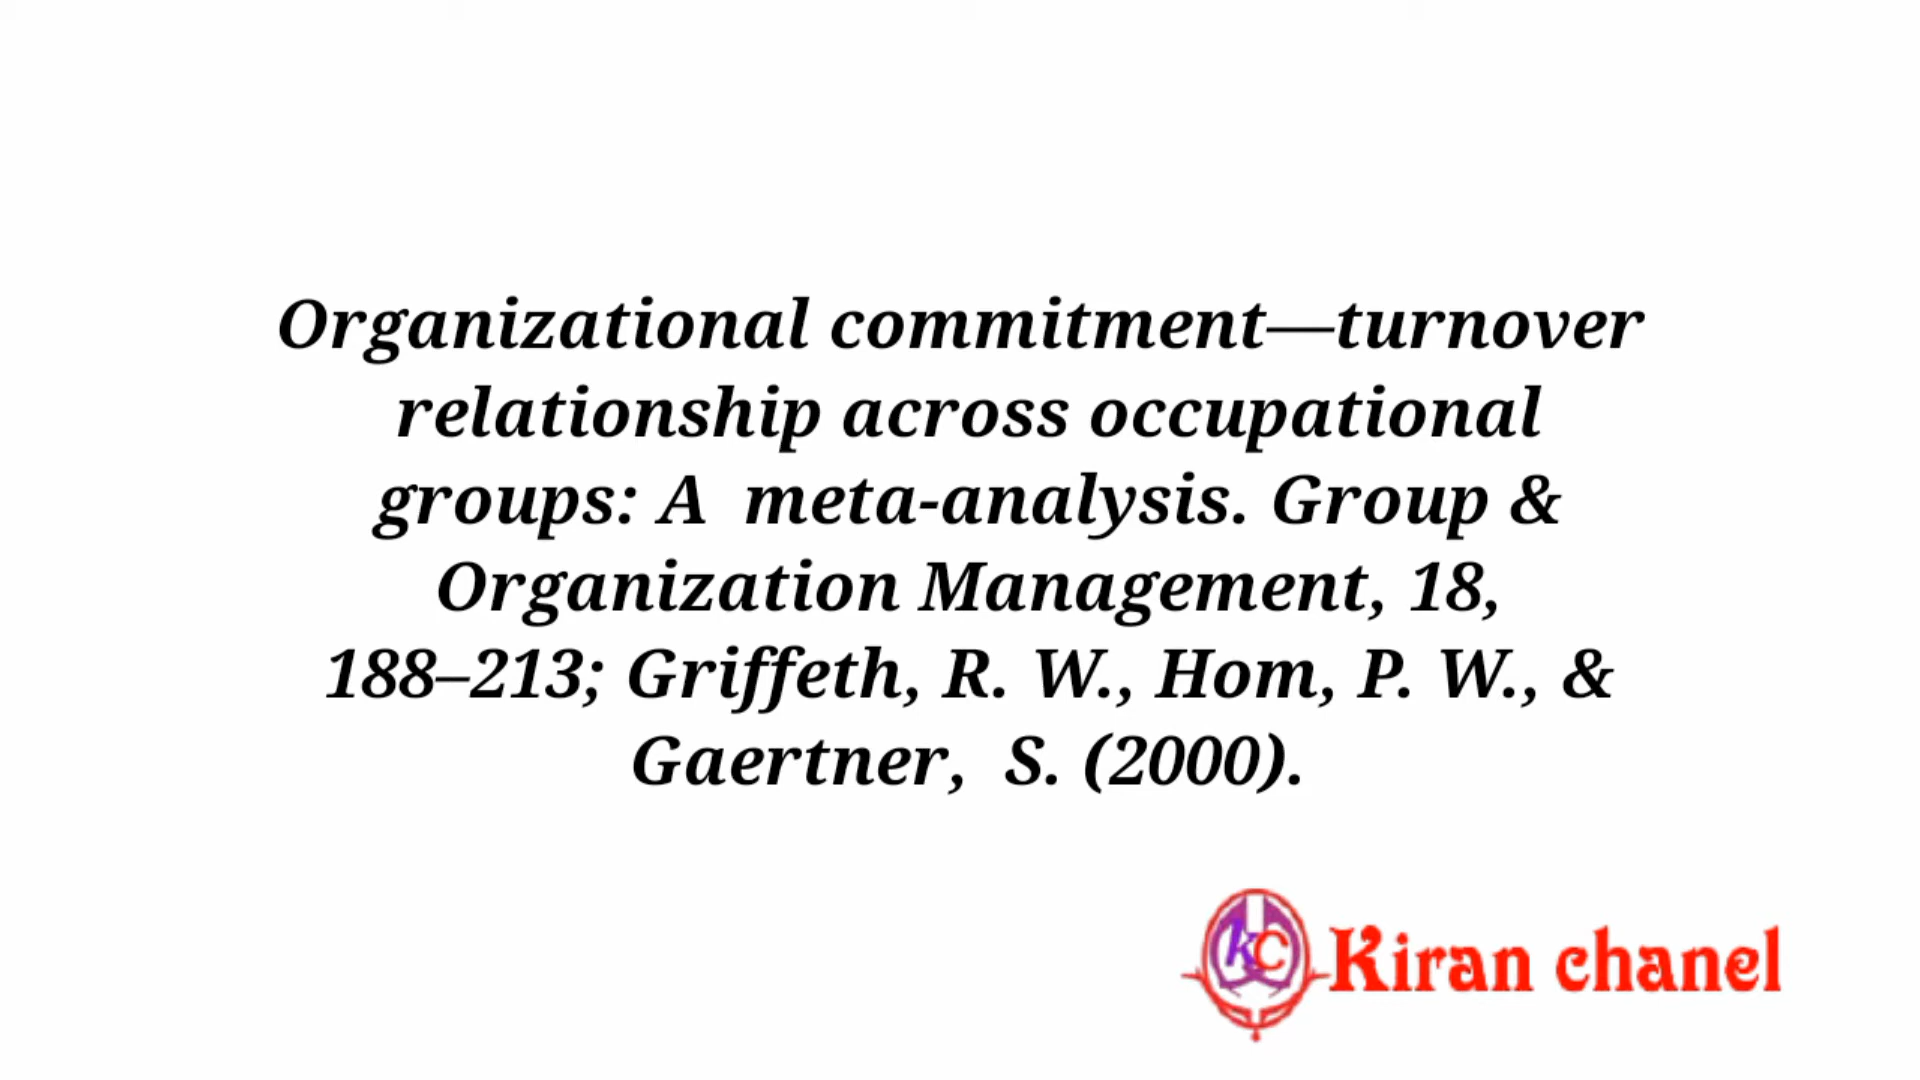 Organizational commitment—turnover
relationship across occupational
groups: A  meta-analysis. Group &
Organization Management, 18,
188–213; Griffeth, R. W., Hom, P. W., &
Gaertner,  S. (2000).
KC Kiran chanel